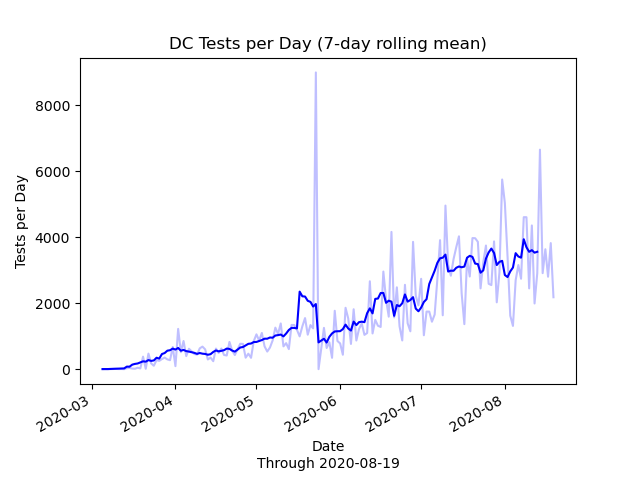 DC Tests per Day (7-day rolling mean)
Tests per Day
8000
6000
4000
2000
0
2020-03
2020-04
2020-05
2020-06
2020-07
2020-08
Date
Through 2020-08-19